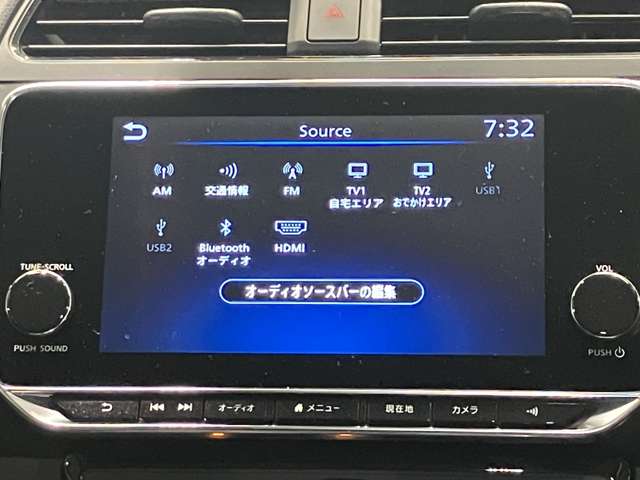 Source
7:32
AM
交通情報
FM
TV1
自宅エリア
TV2
おでかけエリア
USB1
USB2
Bluetooth
オーディオ
HDMI
オーディオソースバーの編集
TUNE·SCROLL
PUSH SOUND
VOL
PUSH
オーディオ
メニュー
現在地
カメラ